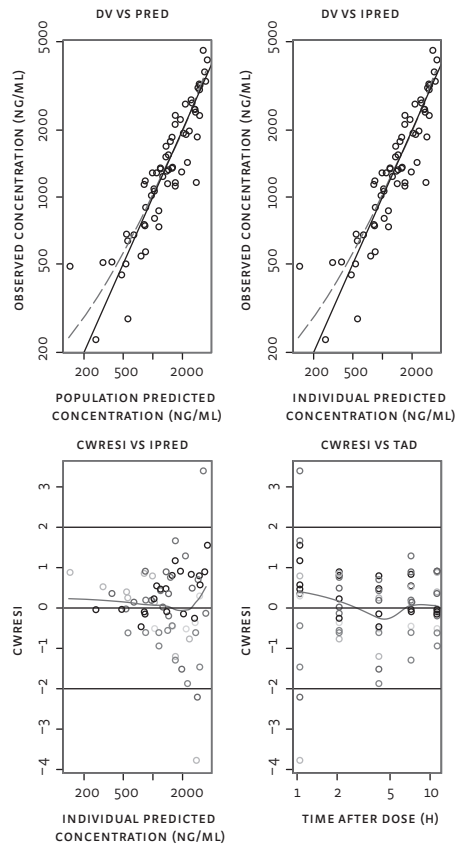 DV VS PRED
OBSERVED CONCENTRATION (NG/ML)
5000
2000
1000
500
200
200 500 2000
POPULATION PREDICTED
CONCENTRATION (NG/ML)
DV VS IPRED
OBSERVED CONCENTRATION (NG/ML)
5000
2000
1000
500
200
200 500 2000
INDIVIDUAL PREDICTED
CONCENTRATION (NG/ML)
CWRESI VS IPRED
CWRESI
3
2
1
0
−1
−2
−3
−4
200 500 2000
INDIVIDUAL PREDICTED
CONCENTRATION (NG/ML)
CWRESI VS TAD
CWRESI
3
2
1
0
−1
−2
−3
−4
1 2 5 10
TIME AFTER DOSE (H)